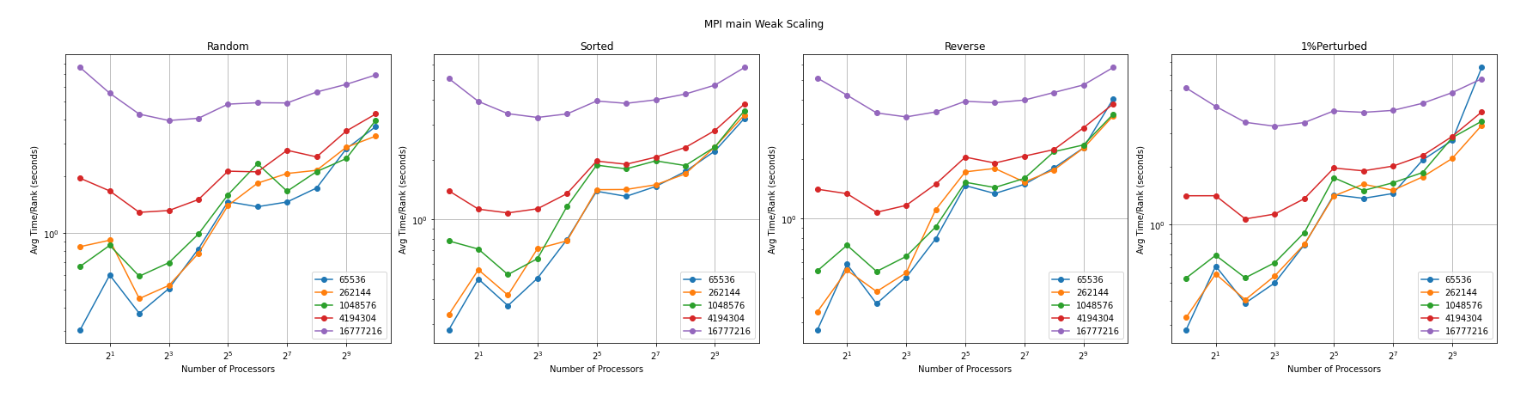 MPI main Weak Scaling
Random
Avg Time/Rank (seconds)
10⁰
2¹ 2³ 2⁵ 2⁷ 2⁹
Number of Processors
65536
262144
1048576
4194304
16777216
Sorted
Avg Time/Rank (seconds)
10⁰
2¹ 2³ 2⁵ 2⁷ 2⁹
Number of Processors
65536
262144
1048576
4194304
16777216
Reverse
Avg Time/Rank (seconds)
10⁰
2¹ 2³ 2⁵ 2⁷ 2⁹
Number of Processors
65536
262144
1048576
4194304
16777216
1%Perturbed
Avg Time/Rank (seconds)
10⁰
2¹ 2³ 2⁵ 2⁷ 2⁹
Number of Processors
65536
262144
1048576
4194304
16777216